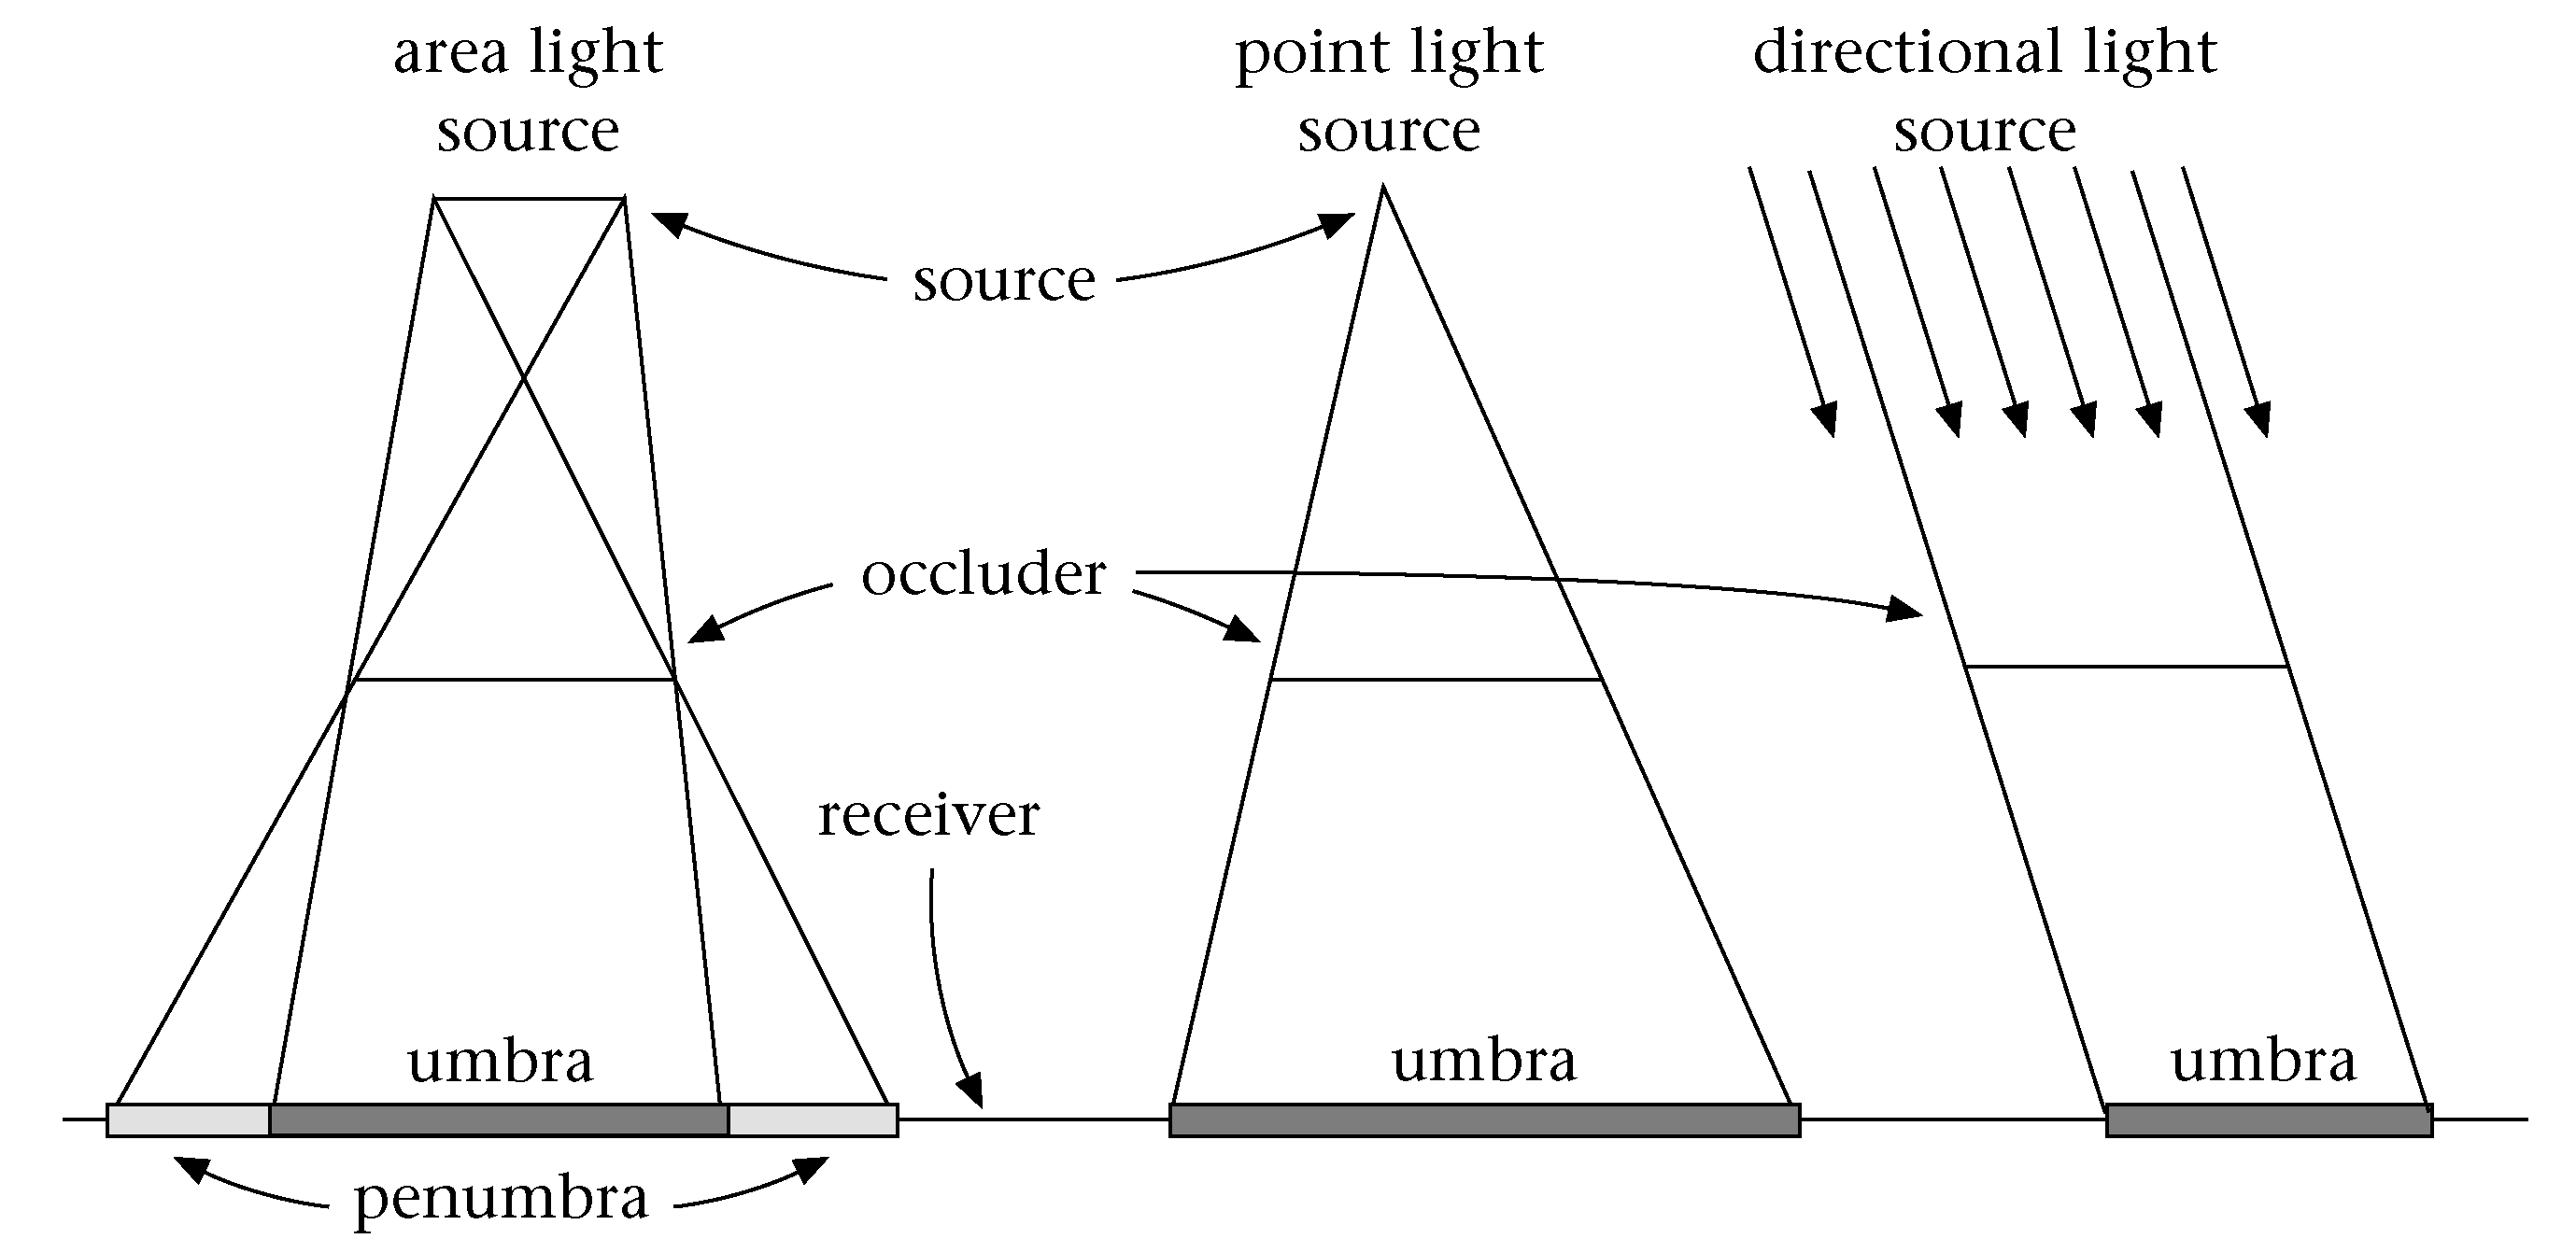 area light
source
point light
source
directional light
source
source
occluder
receiver
umbra
umbra
umbra
penumbra